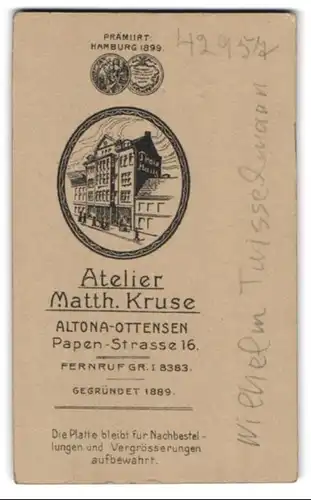 PRÄMIIRT
HAMBURG 1899.
42957
Atelier
Matth. Kruse
ALTONA-OTTENSEN
Papen-Strasse 16.
FERNRUF GR. I 8383.
GEGRÜNDET 1889.
Die Platte bleibt für Nachbestel-
lungen und Vergrösserungen
aufbewahrt.
Wilhelm Twisselmann